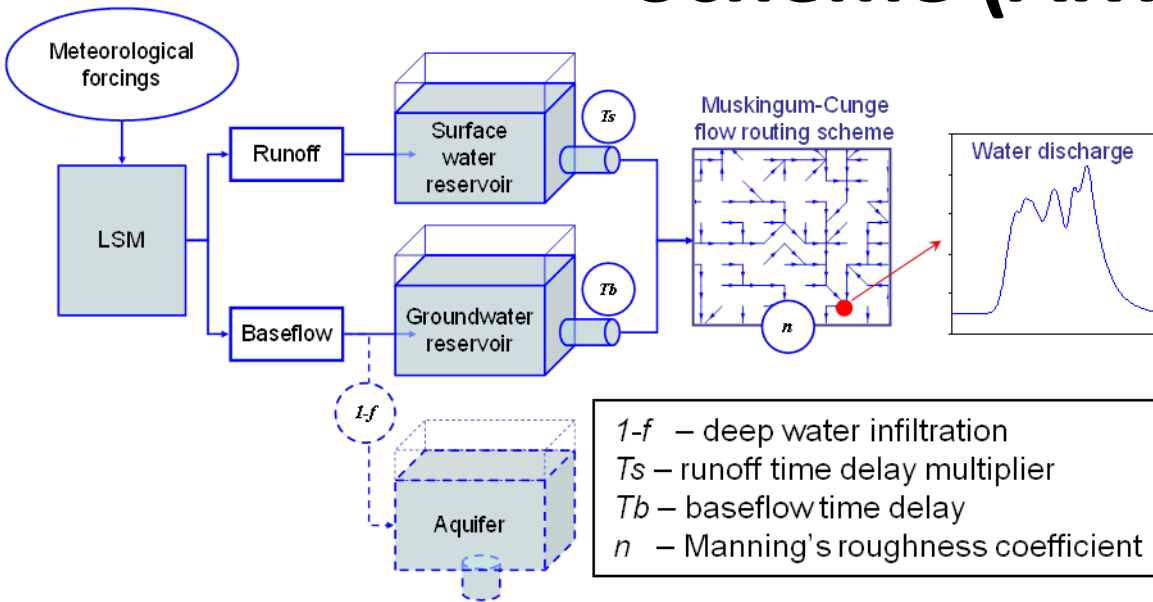 Meteorological
forcings
LSM
Runoff
Baseflow
Surface
water
reservoir
Ts
Groundwater
reservoir
Tb
1-f
Aquifer
Muskingum-Cunge
flow routing scheme
n
Water discharge
1-f – deep water infiltration
Ts – runoff time delay multiplier
Tb – baseflow time delay
n – Manning's roughness coefficient